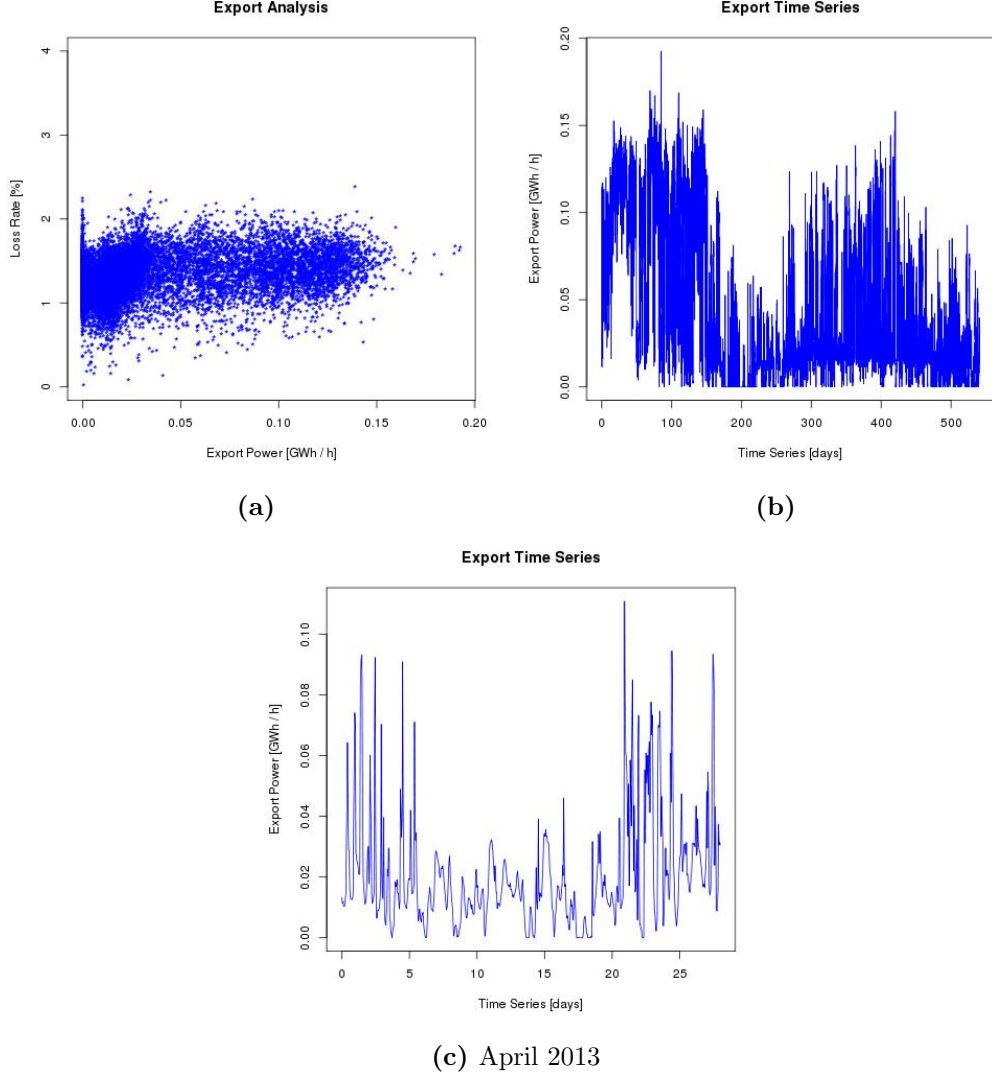 Export Analysis
Loss Rate [%]
4
3
2
1
0
0.00 0.05 0.10 0.15 0.20
Export Power [GWh / h]
(a)
Export Time Series
Export Power [GWh / h]
0.20
0.15
0.10
0.05
0.00
0 100 200 300 400 500
Time Series [days]
(b)
Export Time Series
Export Power [GWh / h]
0.10
0.08
0.06
0.04
0.02
0.00
0 5 10 15 20 25
Time Series [days]
(c) April 2013